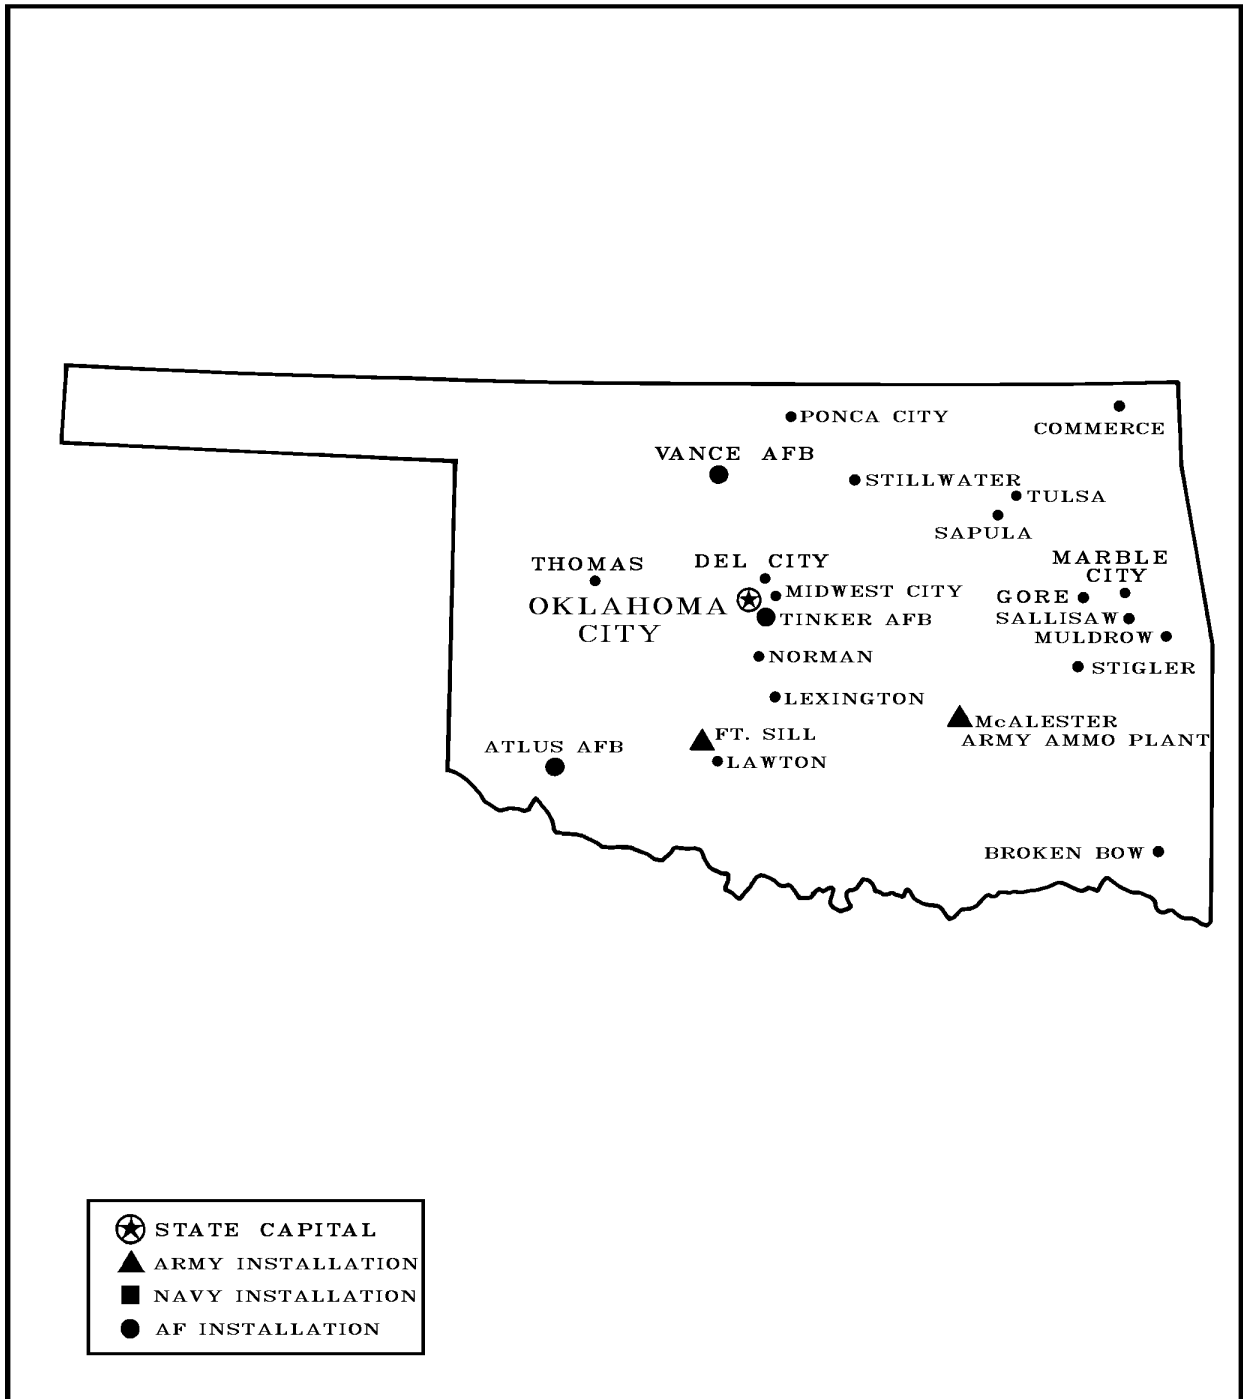 PONCA CITY
COMMERCE
VANCE AFB
STILLWATER
TULSA
SAPULA
THOMAS
DEL CITY
MARBLE
CITY
MIDWEST CITY
GORE
OKLAHOMA
CITY
TINKER AFB
SALLISAW
MULDROW
NORMAN
STIGLER
LEXINGTON
McALESTER
ARMY AMMO PLANT
FT. SILL
ATLUS AFB
LAWTON
BROKEN BOW
STATE CAPITAL
ARMY INSTALLATION
NAVY INSTALLATION
AF INSTALLATION